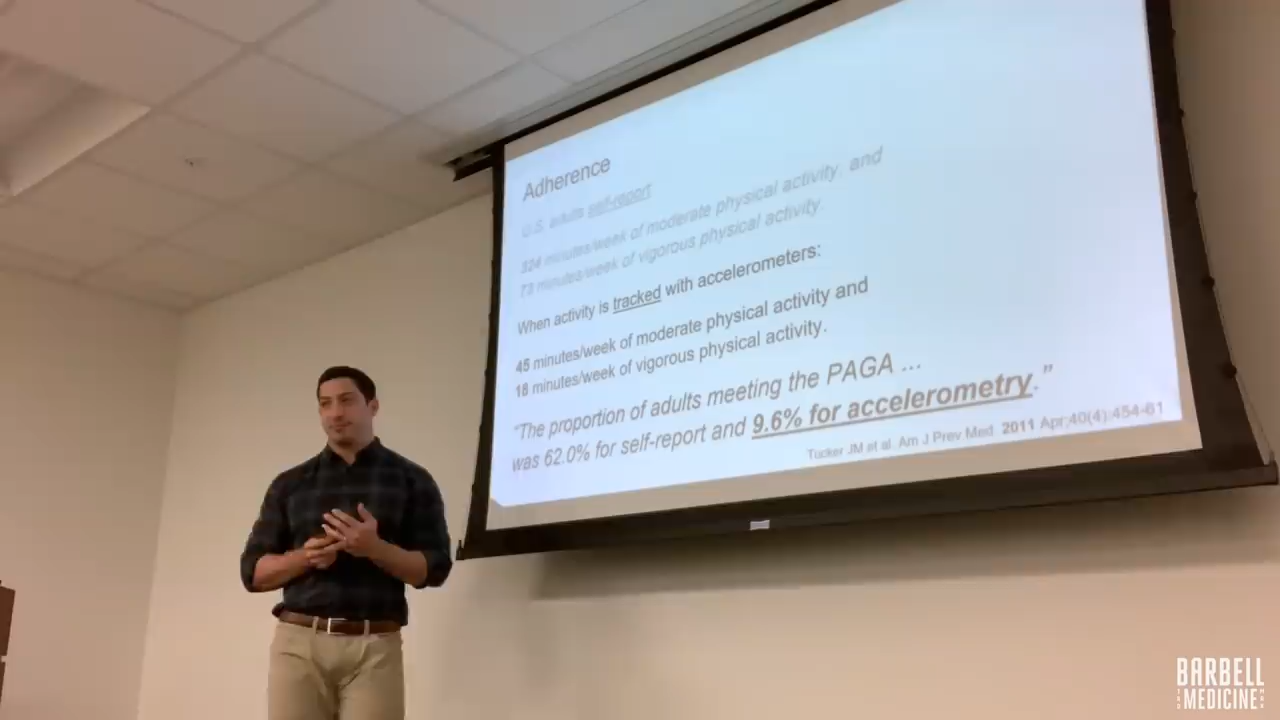 Adherence
U.S. adults self-report
324 minutes/week of moderate physical activity, and
73 minutes/week of vigorous physical activity.
When activity is tracked with accelerometers:
45 minutes/week of moderate physical activity and
18 minutes/week of vigorous physical activity.
“The proportion of adults meeting the PAGA ...
was 62.0% for self-report and 9.6% for accelerometry.”
Tucker JM et al. Am J Prev Med. 2011 Apr;40(4):454-61
BARBELL
MEDICINE